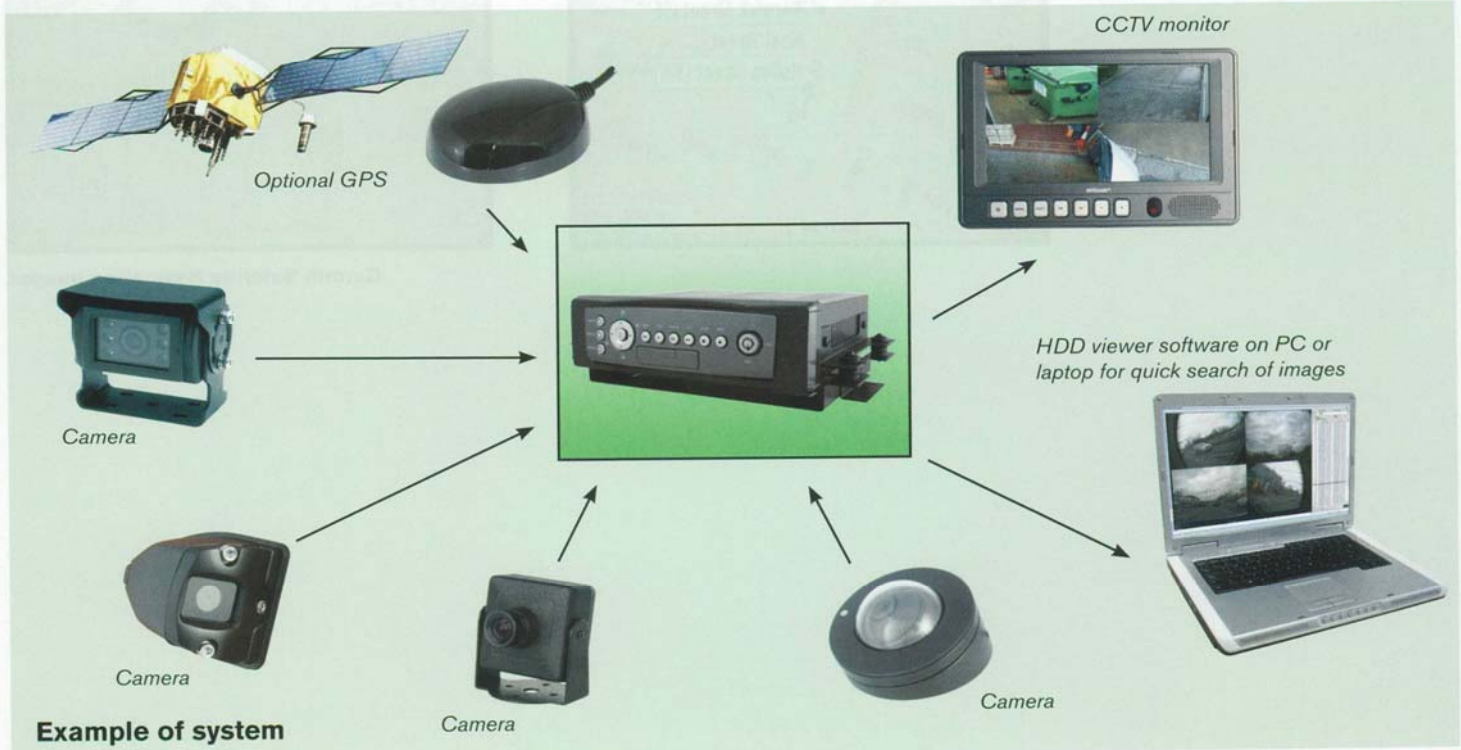 CCTV monitor
Optional GPS
HDD viewer software on PC or
laptop for quick search of images
Camera
Camera
Camera
Camera
Example of system